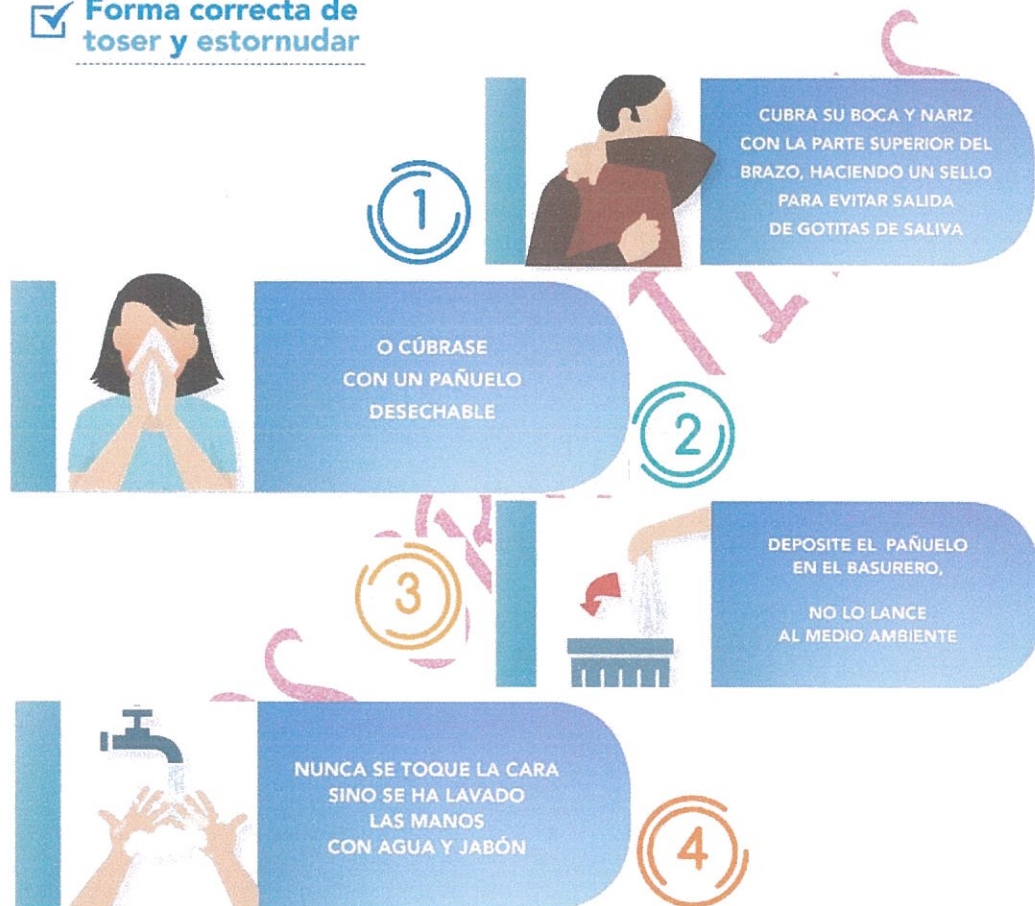 Forma correcta de
toser y estornudar
1
CUBRA SU BOCA Y NARIZ
CON LA PARTE SUPERIOR DEL
BRAZO, HACIENDO UN SELLO
PARA EVITAR SALIDA
DE GOTITAS DE SALIVA
O CÚBRASE
CON UN PAÑUELO
DESECHABLE
2
3
DEPOSITE EL PAÑUELO
EN EL BASURERO,
NO LO LANCE
AL MEDIO AMBIENTE
NUNCA SE TOQUE LA CARA
SINO SE HA LAVADO
LAS MANOS
CON AGUA Y JABÓN
4